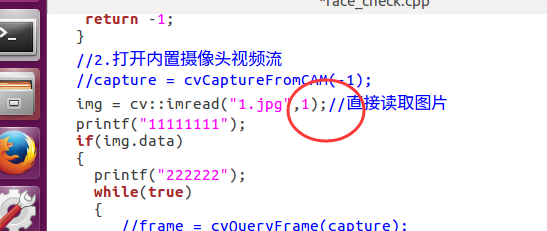 *race_check.cpp
return -1;
}
//2.打开内置摄像头视频流
//capture = cvCaptureFromCAM(-1);
img = cv::imread("1.jpg",1);//直接读取图片
printf("11111111");
if(img.data)
{
printf("222222");
while(true)
{
//frame = cvQueryFrame(capture);